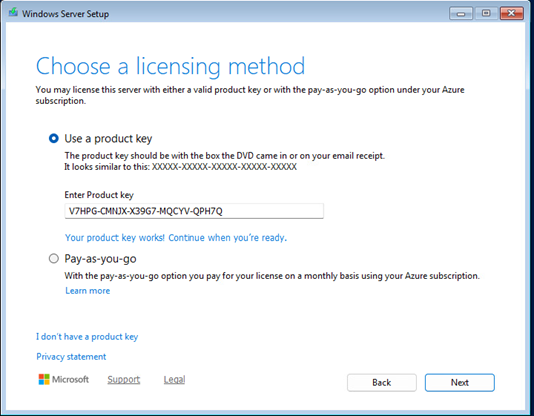 Windows Server Setup
Choose a licensing method
You may license this server with either a valid product key or with the pay-as-you-go option under your Azure
subscription.
Use a product key
The product key should be with the box the DVD came in or on your email receipt.
It looks similar to this: XXXXX-XXXXX-XXXXX-XXXXX-XXXXX
Enter Product key
V7HPG-CMNJX-X39G7-MQCYV-QPH7Q
Your product key works! Continue when you're ready.
Pay-as-you-go
With the pay-as-you-go option you pay for your license on a monthly basis using your Azure subscription.
Learn more
I don't have a product key
Privacy statement
Microsoft Support Legal
Back Next